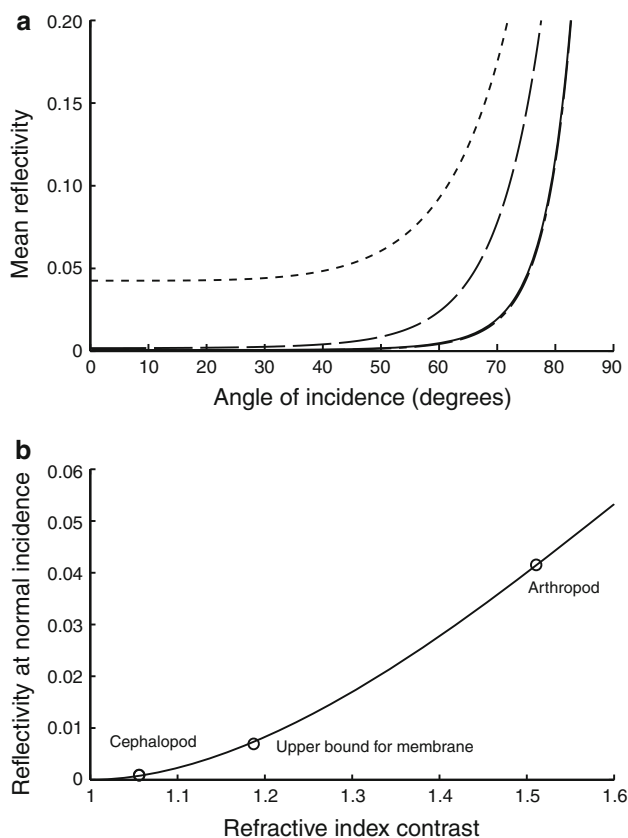 a
0.20
0.15
0.10
0.05
0
Mean reflectivity
0 10 20 30 40 50 60 70 80 90
Angle of incidence (degrees)
b
0.06
0.05
0.04
0.03
0.02
0.01
0
Reflectivity at normal incidence
Arthropod
Cephalopod
Upper bound for membrane
1 1.1 1.2 1.3 1.4 1.5 1.6
Refractive index contrast